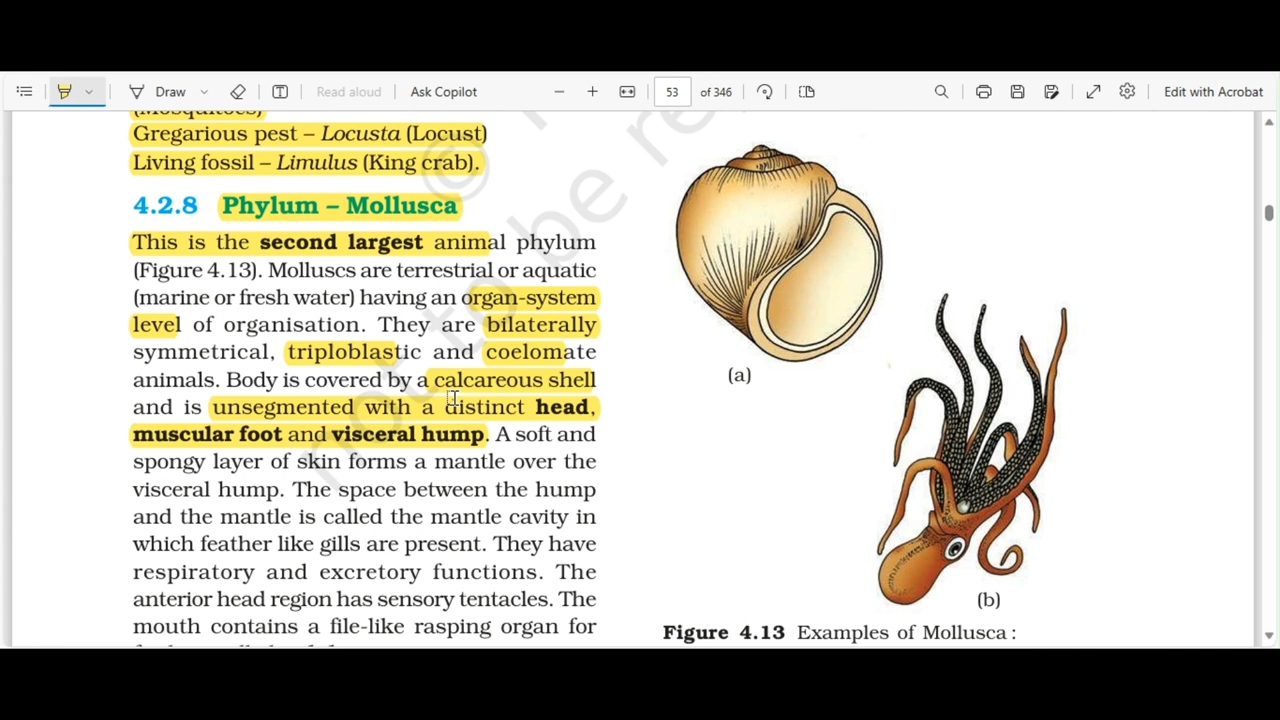 Draw
Read aloud
Ask Copilot
53
of 346
Edit with Acrobat
(Mosquitoes)
Gregarious pest – Locusta (Locust)
Living fossil – Limulus (King crab).
4.2.8 Phylum – Mollusca
This is the second largest animal phylum
(Figure 4.13). Molluscs are terrestrial or aquatic
(marine or fresh water) having an organ-system
level of organisation. They are bilaterally
symmetrical, triploblastic and coelomate
animals. Body is covered by a calcareous shell
and is unsegmented with a distinct head,
muscular foot and visceral hump. A soft and
spongy layer of skin forms a mantle over the
visceral hump. The space between the hump
and the mantle is called the mantle cavity in
which feather like gills are present. They have
respiratory and excretory functions. The
anterior head region has sensory tentacles. The
mouth contains a file-like rasping organ for
(a)
(b)
Figure 4.13 Examples of Mollusca :
© 
not to be re